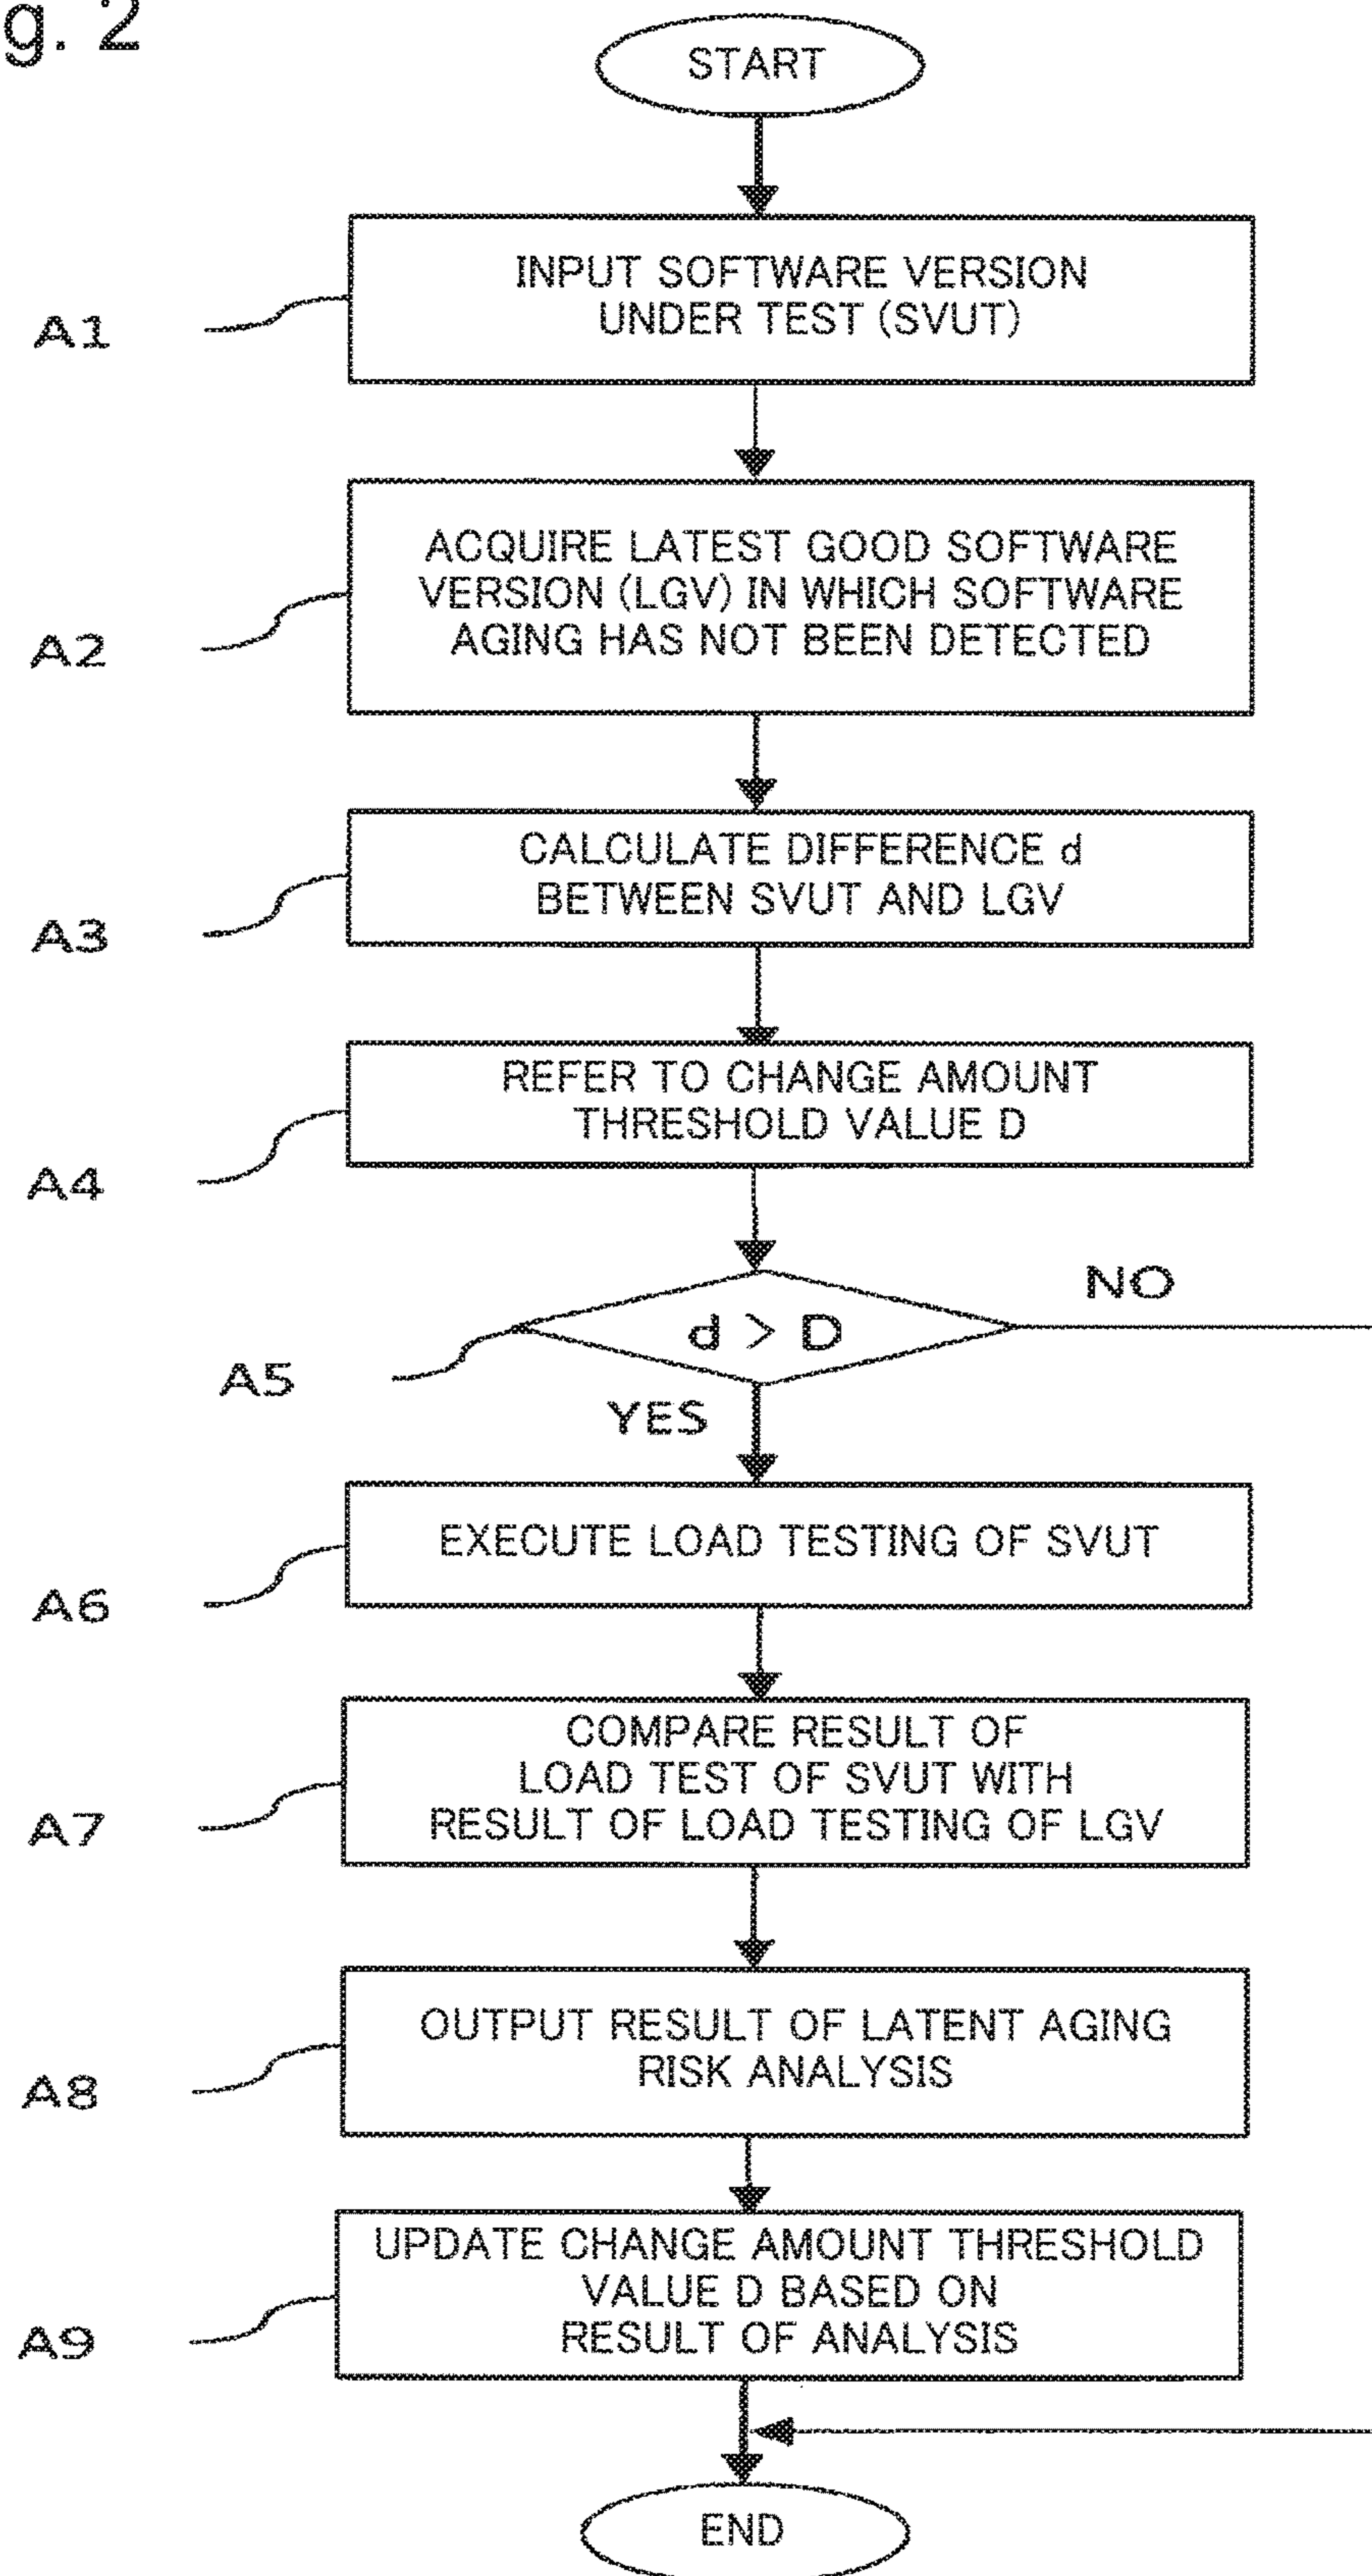 g. 2
START
INPUT SOFTWARE VERSION
UNDER TEST (SVUT)
A1
ACQUIRE LATEST GOOD SOFTWARE
VERSION (LGV) IN WHICH SOFTWARE
AGING HAS NOT BEEN DETECTED
A2
CALCULATE DIFFERENCE d
BETWEEN SVUT AND LGV
A3
REFER TO CHANGE AMOUNT
THRESHOLD VALUE D
A4
NO
d > D
A5
YES
EXECUTE LOAD TESTING OF SVUT
A6
COMPARE RESULT OF
LOAD TEST OF SVUT WITH
RESULT OF LOAD TESTING OF LGV
A7
OUTPUT RESULT OF LATENT AGING
RISK ANALYSIS
A8
UPDATE CHANGE AMOUNT THRESHOLD
VALUE D BASED ON
RESULT OF ANALYSIS
A9
END